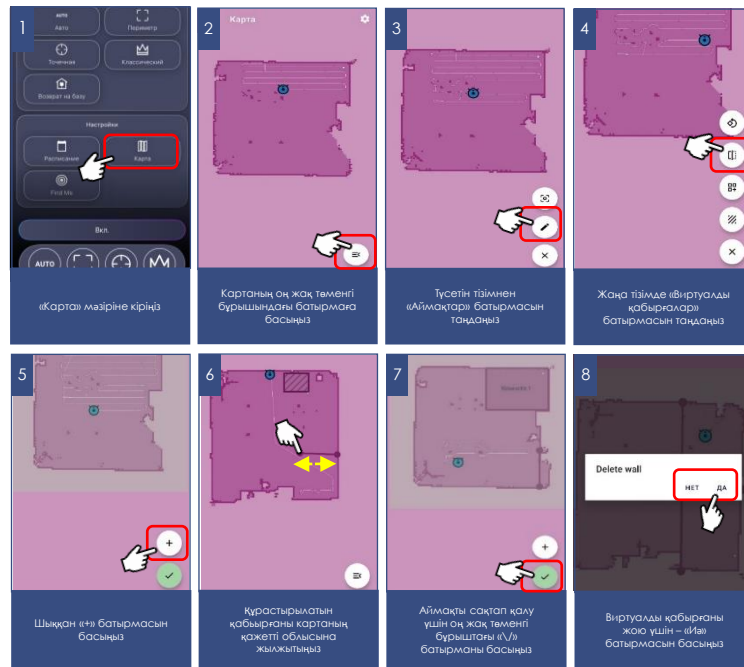 1
AUTO
Авто
Периметр
Точечная
Классический
Возврат на базу
Настройки
Расписание
Карта
Find Me
Вкл.
AUTO
«Карта» мәзіріне кіріңіз
2
Карта
Картаның оң жақ төменгі
бұрышындағы батырмаға
басыңыз
3
Түсетін тізімнен
«Аймақтар» батырмасын
таңдаңыз
4
Жаңа тізімде «Виртуалды
қабырғалар»
батырмасын таңдаңыз
5
+
Шыққан «+» батырмасын
басыңыз
6
Құрастырылатын
қабырғаны картаның
қажетті облысына
жылжытыңыз
7
+
Аймақты сақтап қалу
үшін оң жақ төменгі
бұрыштағы «\/»
батырманы басыңыз
8
Delete wall
НЕТ ДА
Виртуалды қабырғаны
жою үшін – «Иә»
батырмасын басыңыз